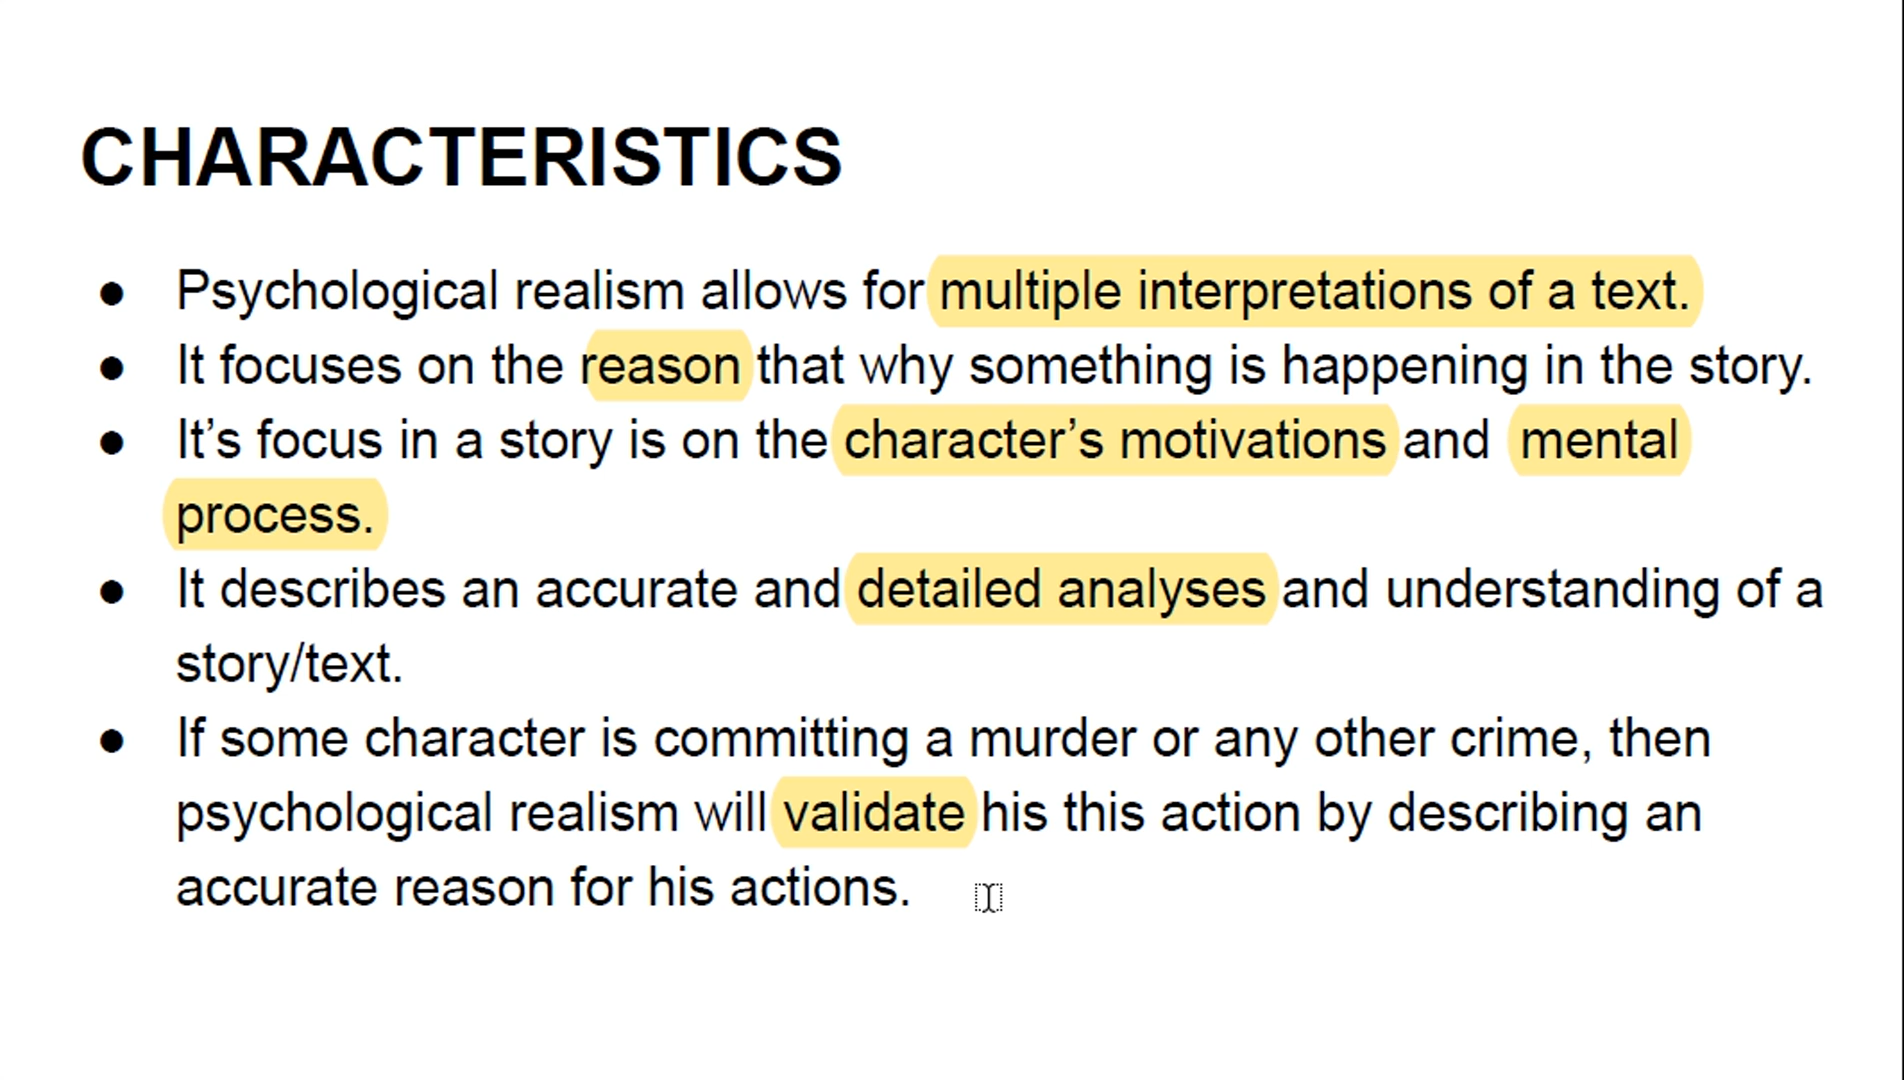 CHARACTERISTICS
● Psychological realism allows for multiple interpretations of a text.
● It focuses on the reason that why something is happening in the story.
● It’s focus in a story is on the character’s motivations and mental
process.
● It describes an accurate and detailed analyses and understanding of a
story/text.
● If some character is committing a murder or any other crime, then
psychological realism will validate his this action by describing an
accurate reason for his actions.